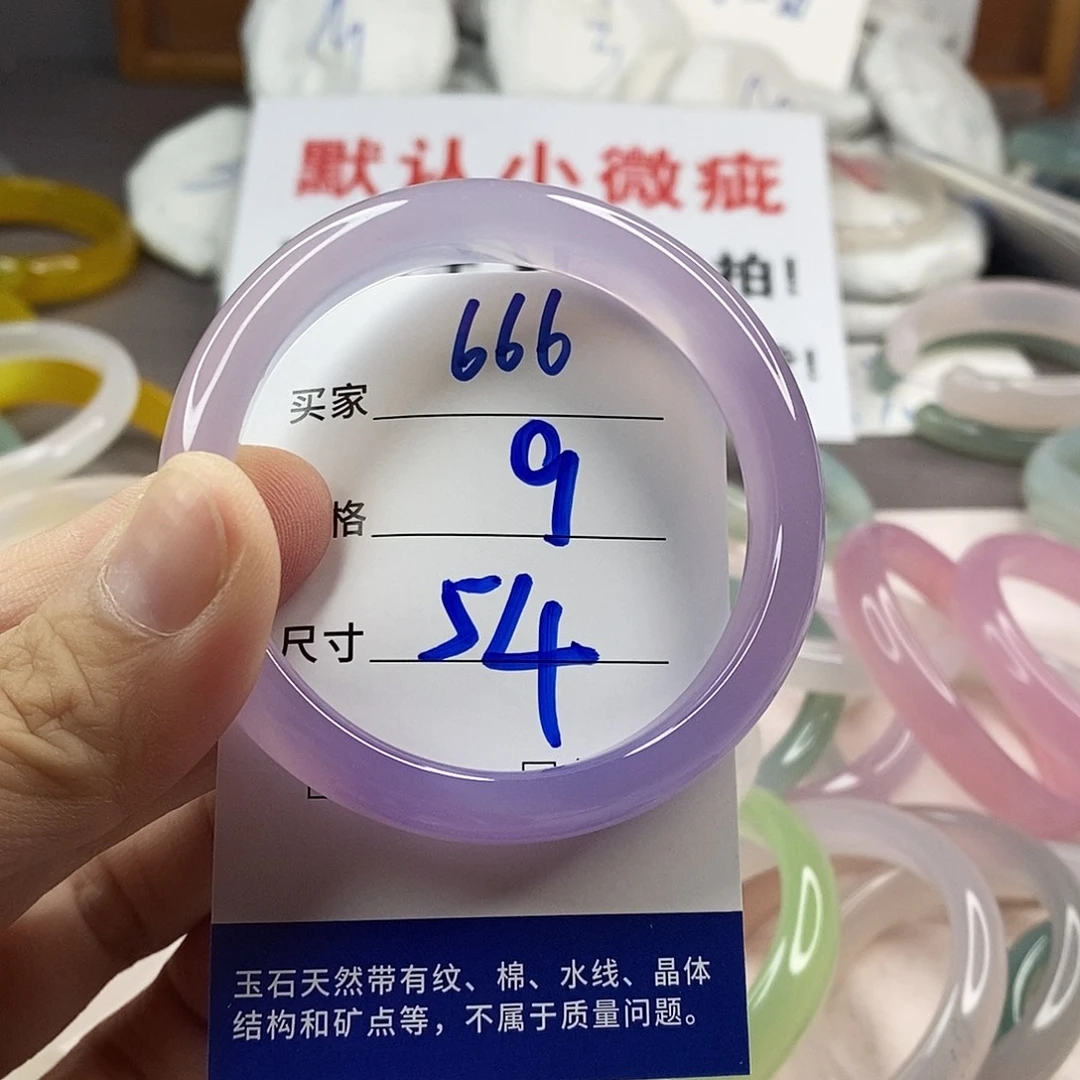 默认小微疵
拍!
!
666
买家
9
格
54
尺寸
玉石天然带有纹、棉、水线、晶体
结构和矿点等，不属于质量问题。